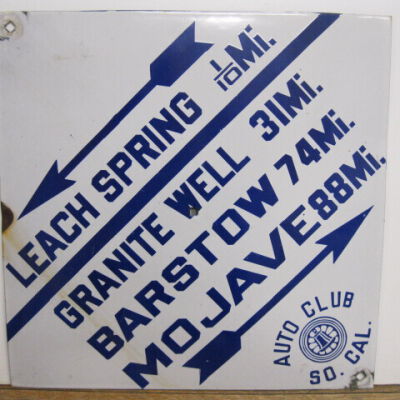 LEACH SPRING 1/10 Mi.
GRANITE WELL 31 Mi.
BARSTOW 74 Mi.
MOJAVE 88 Mi.
AUTO CLUB
SO. CAL.